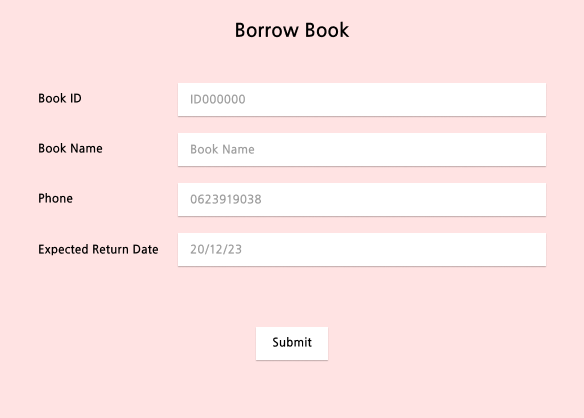 Borrow Book
Book ID ID000000
Book Name Book Name
Phone 0623919038
Expected Return Date 20/12/23
Submit